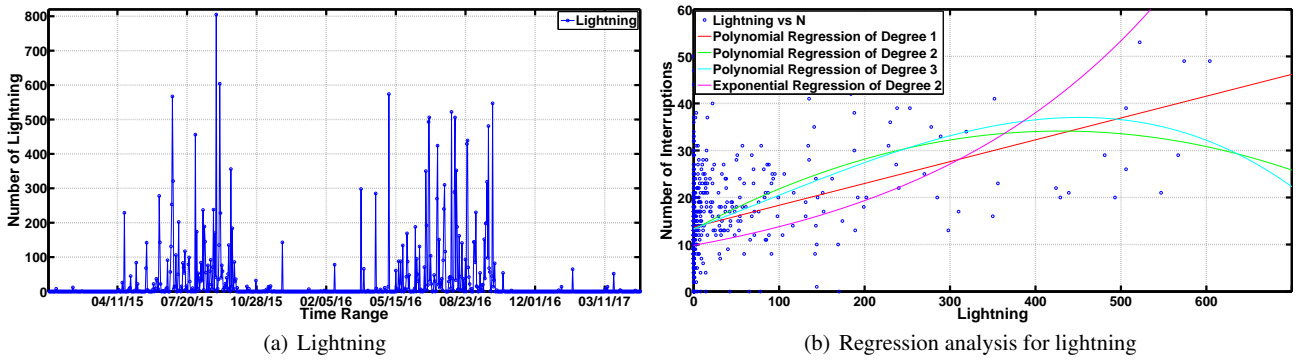 800
700
600
500
400
300
200
100
0
Number of Lightning
Lightning
04/11/15 07/20/15 10/28/15 02/05/16 05/15/16 08/23/16 12/01/16 03/11/17
Time Range
(a) Lightning
60
50
40
30
20
10
0
Number of Interruptions
Lightning vs N
Polynomial Regression of Degree 1
Polynomial Regression of Degree 2
Polynomial Regression of Degree 3
Exponential Regression of Degree 2
0 100 200 300 400 500 600
Lightning
(b) Regression analysis for lightning